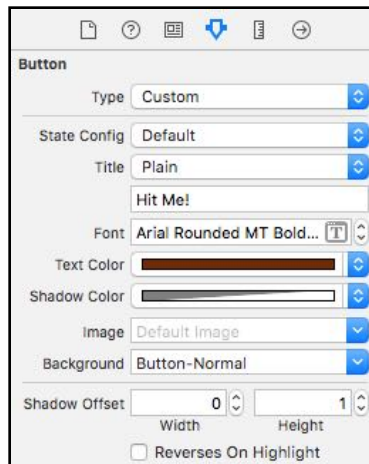 Button
Type Custom
State Config Default
Title Plain
Hit Me!
Font Arial Rounded MT Bold... T
Text Color
Shadow Color
Image Default Image
Background Button-Normal
Shadow Offset 0 1
Width Height
Reverses On Highlight